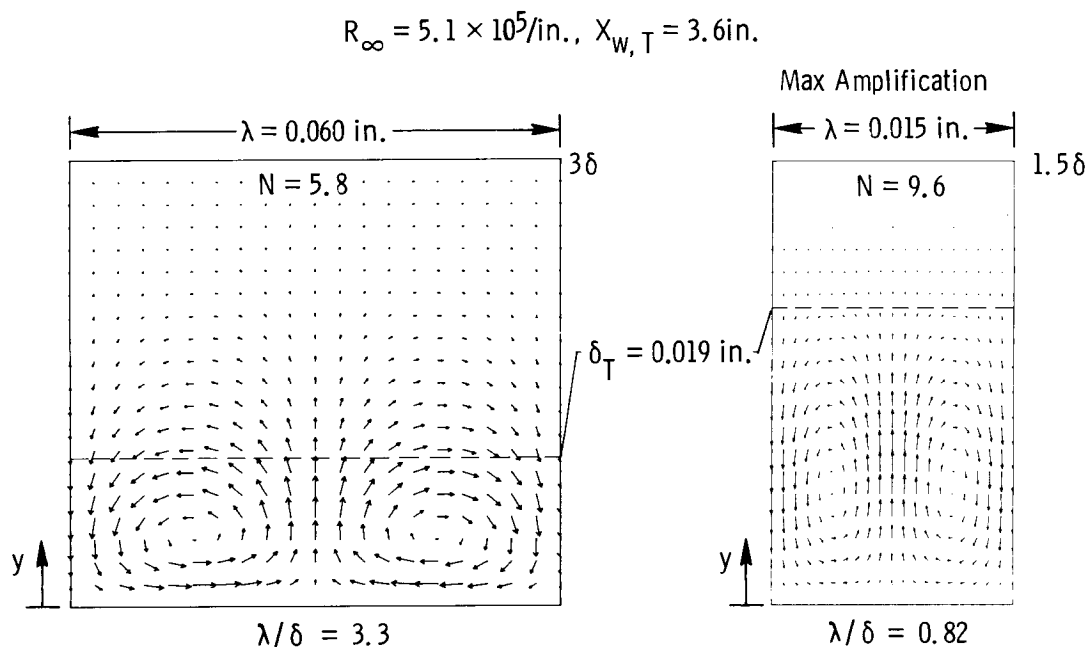 R∞ = 5.1 × 10⁵/in., X_W, T = 3.6in.
Max Amplification
λ = 0.060 in.
λ = 0.015 in.
3δ
1.5δ
N = 5.8
N = 9.6
δ_T = 0.019 in.
y
y
λ/δ = 3.3
λ/δ = 0.82